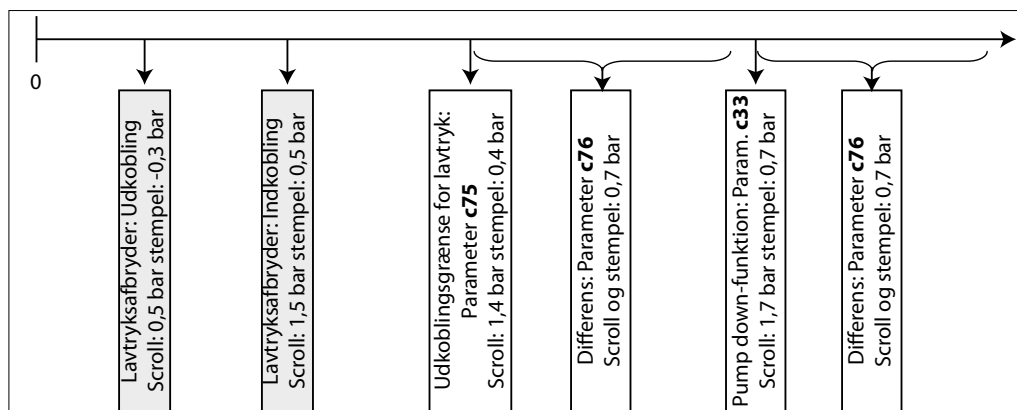 0
Lavtryksafbryder: Udkobling
Scroll: 0,5 bar stempel: -0,3 bar
Lavtryksafbryder: Indkobling
Scroll: 1,5 bar stempel: 0,5 bar
Udkoblingsgrænse for lavtryk:
Parameter c75
Scroll: 1,4 bar stempel: 0,4 bar
Differens: Parameter c76
Scroll og stempel: 0,7 bar
Pump down-funktion: Param. c33
Scroll: 1,7 bar stempel: 0,7 bar
Differens: Parameter c76
Scroll og stempel: 0,7 bar